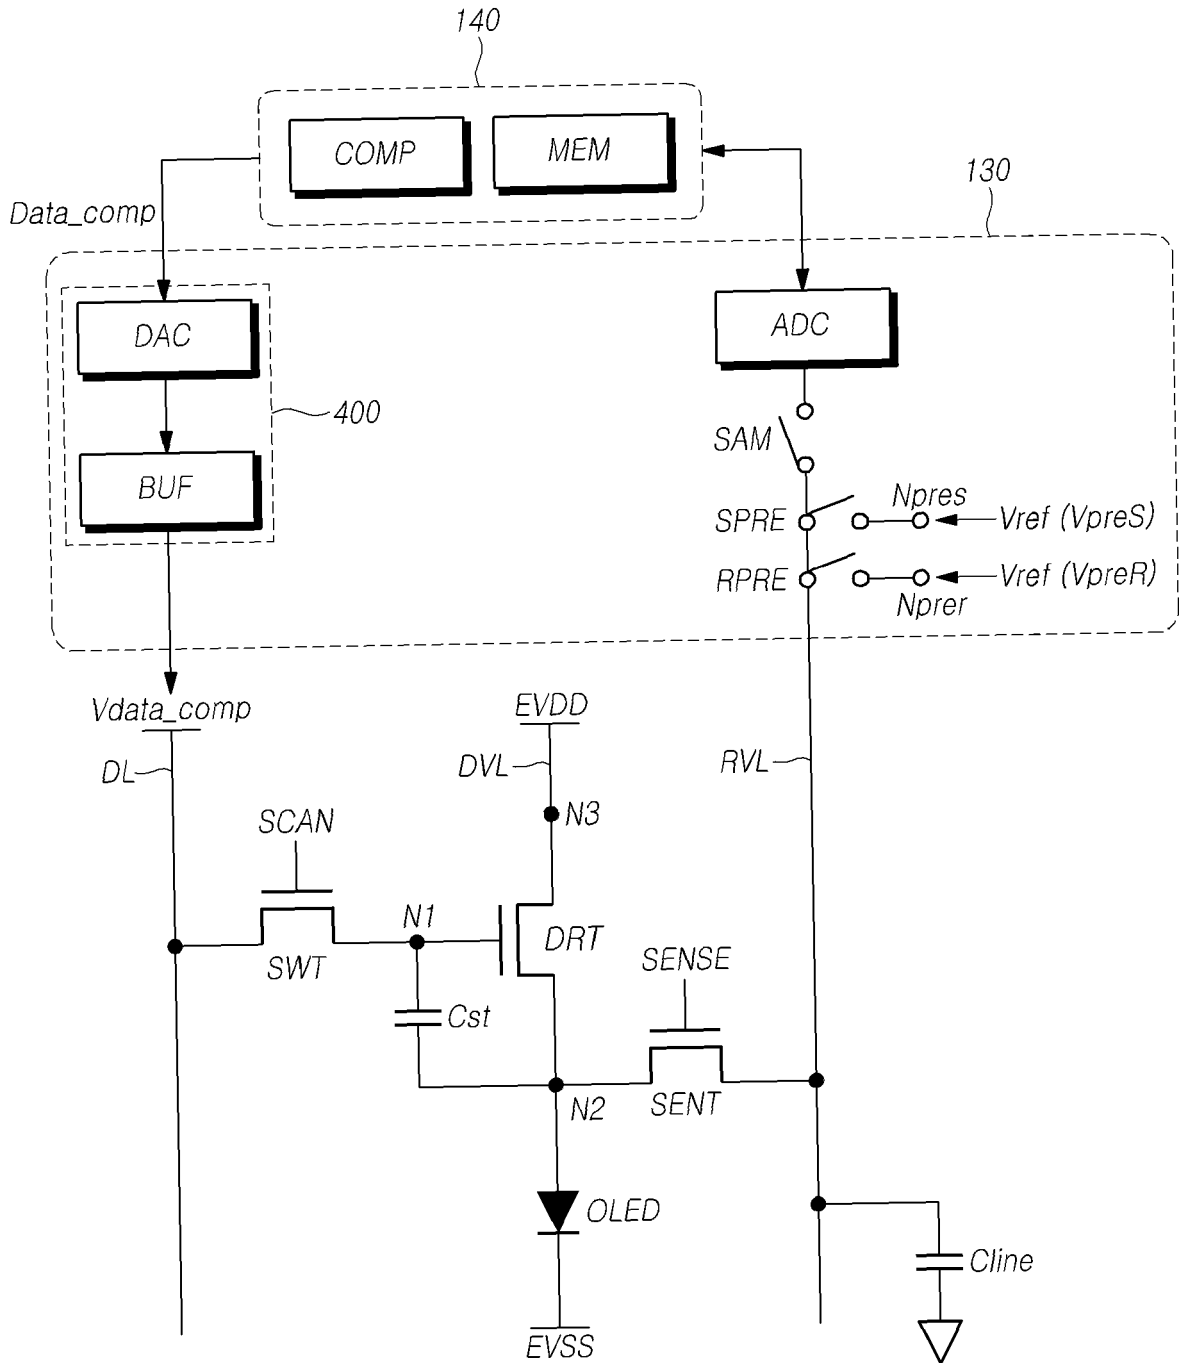 140
COMP
MEM
130
Data_comp
DAC
ADC
400
SAM
BUF
Npres
SPRE
Vref (VpreS)
RPRE
Vref (VpreR)
Nprer
Vdata_comp
EVDD
DL
DVL
RVL
N3
SCAN
N1
DRT
SWT
SENSE
Cst
N2
SENT
OLED
Cline
EVSS